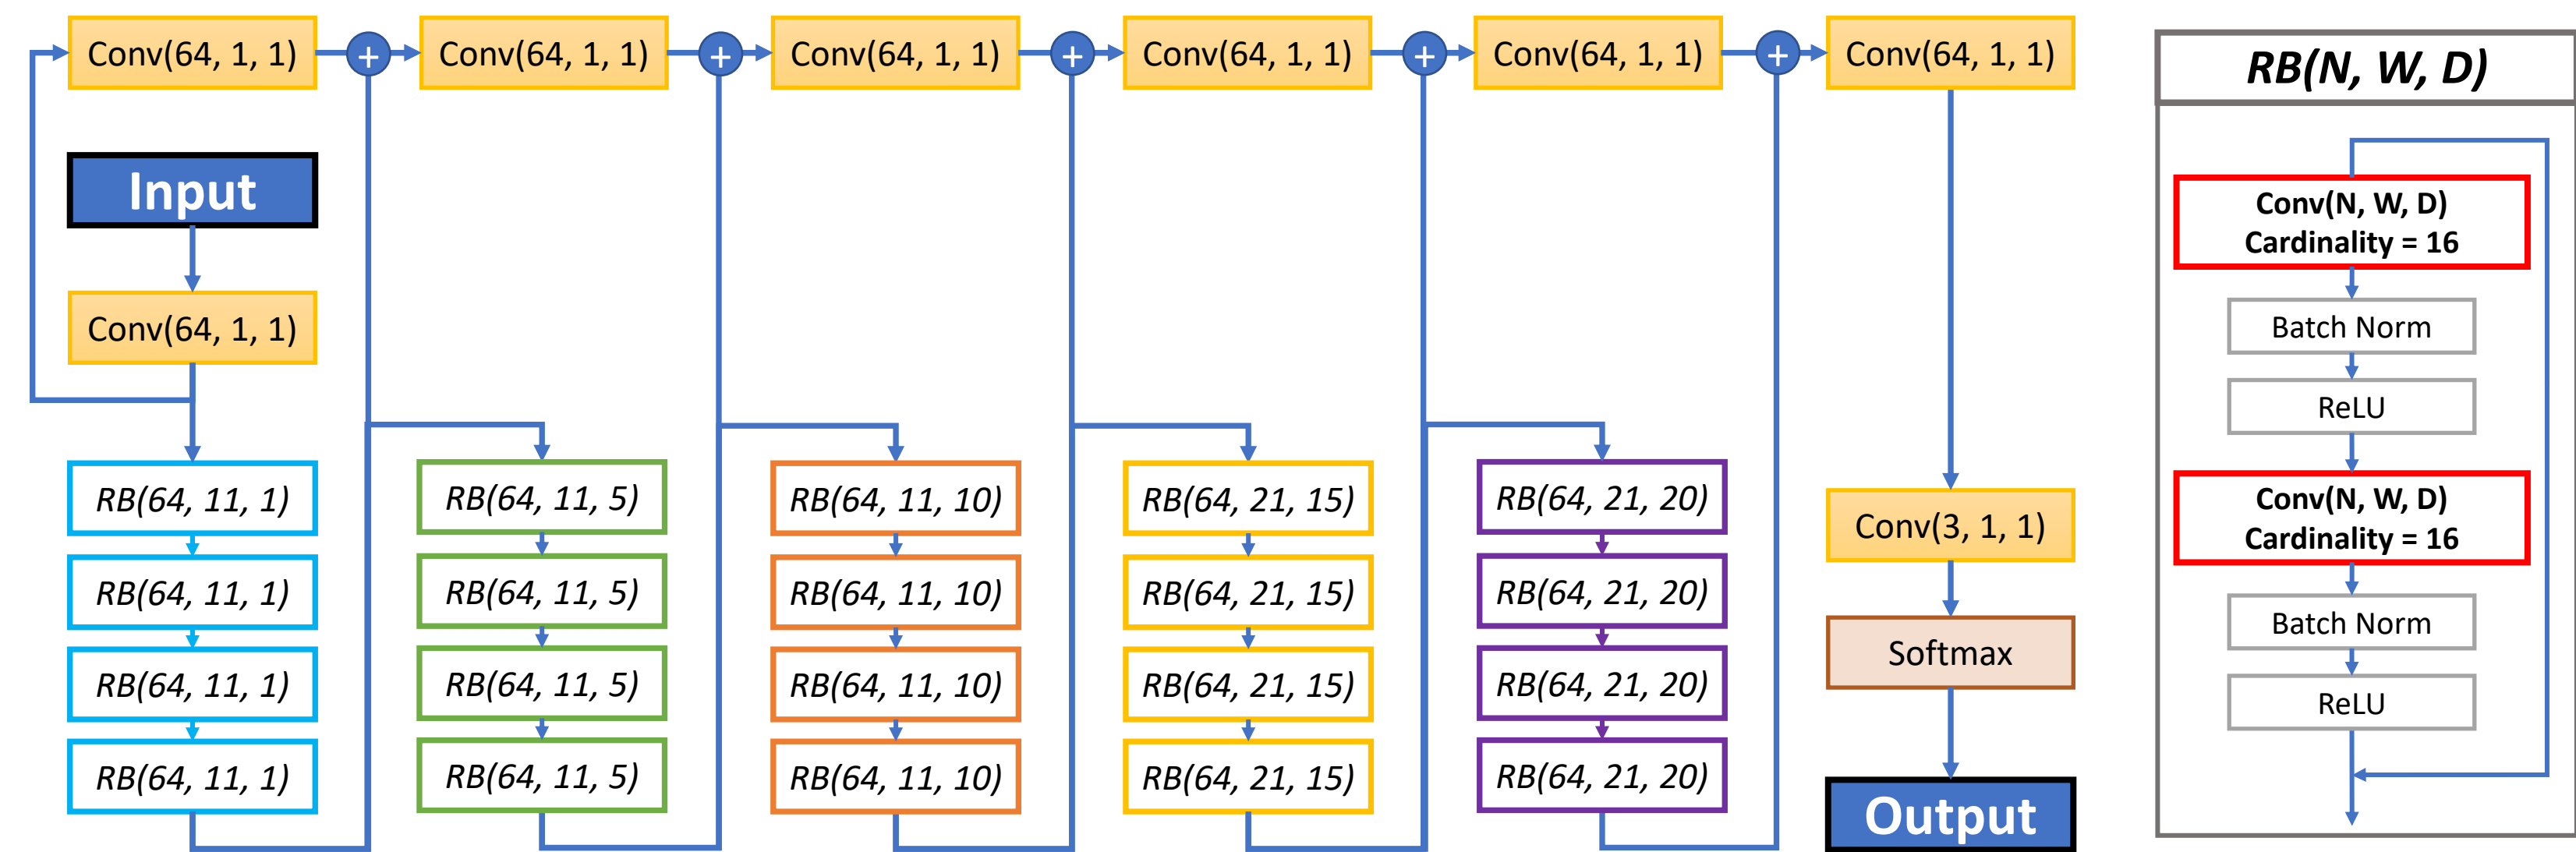 Conv(64, 1, 1)
+
Conv(64, 1, 1)
+
Conv(64, 1, 1)
+
Conv(64, 1, 1)
+
Conv(64, 1, 1)
+
Conv(64, 1, 1)
Input
Conv(64, 1, 1)
RB(64, 11, 1)
RB(64, 11, 1)
RB(64, 11, 1)
RB(64, 11, 1)
RB(64, 11, 5)
RB(64, 11, 5)
RB(64, 11, 5)
RB(64, 11, 5)
RB(64, 11, 10)
RB(64, 11, 10)
RB(64, 11, 10)
RB(64, 11, 10)
RB(64, 21, 15)
RB(64, 21, 15)
RB(64, 21, 15)
RB(64, 21, 15)
RB(64, 21, 20)
RB(64, 21, 20)
RB(64, 21, 20)
RB(64, 21, 20)
Conv(3, 1, 1)
Softmax
Output
RB(N, W, D)
Conv(N, W, D)
Cardinality = 16
Batch Norm
ReLU
Conv(N, W, D)
Cardinality = 16
Batch Norm
ReLU